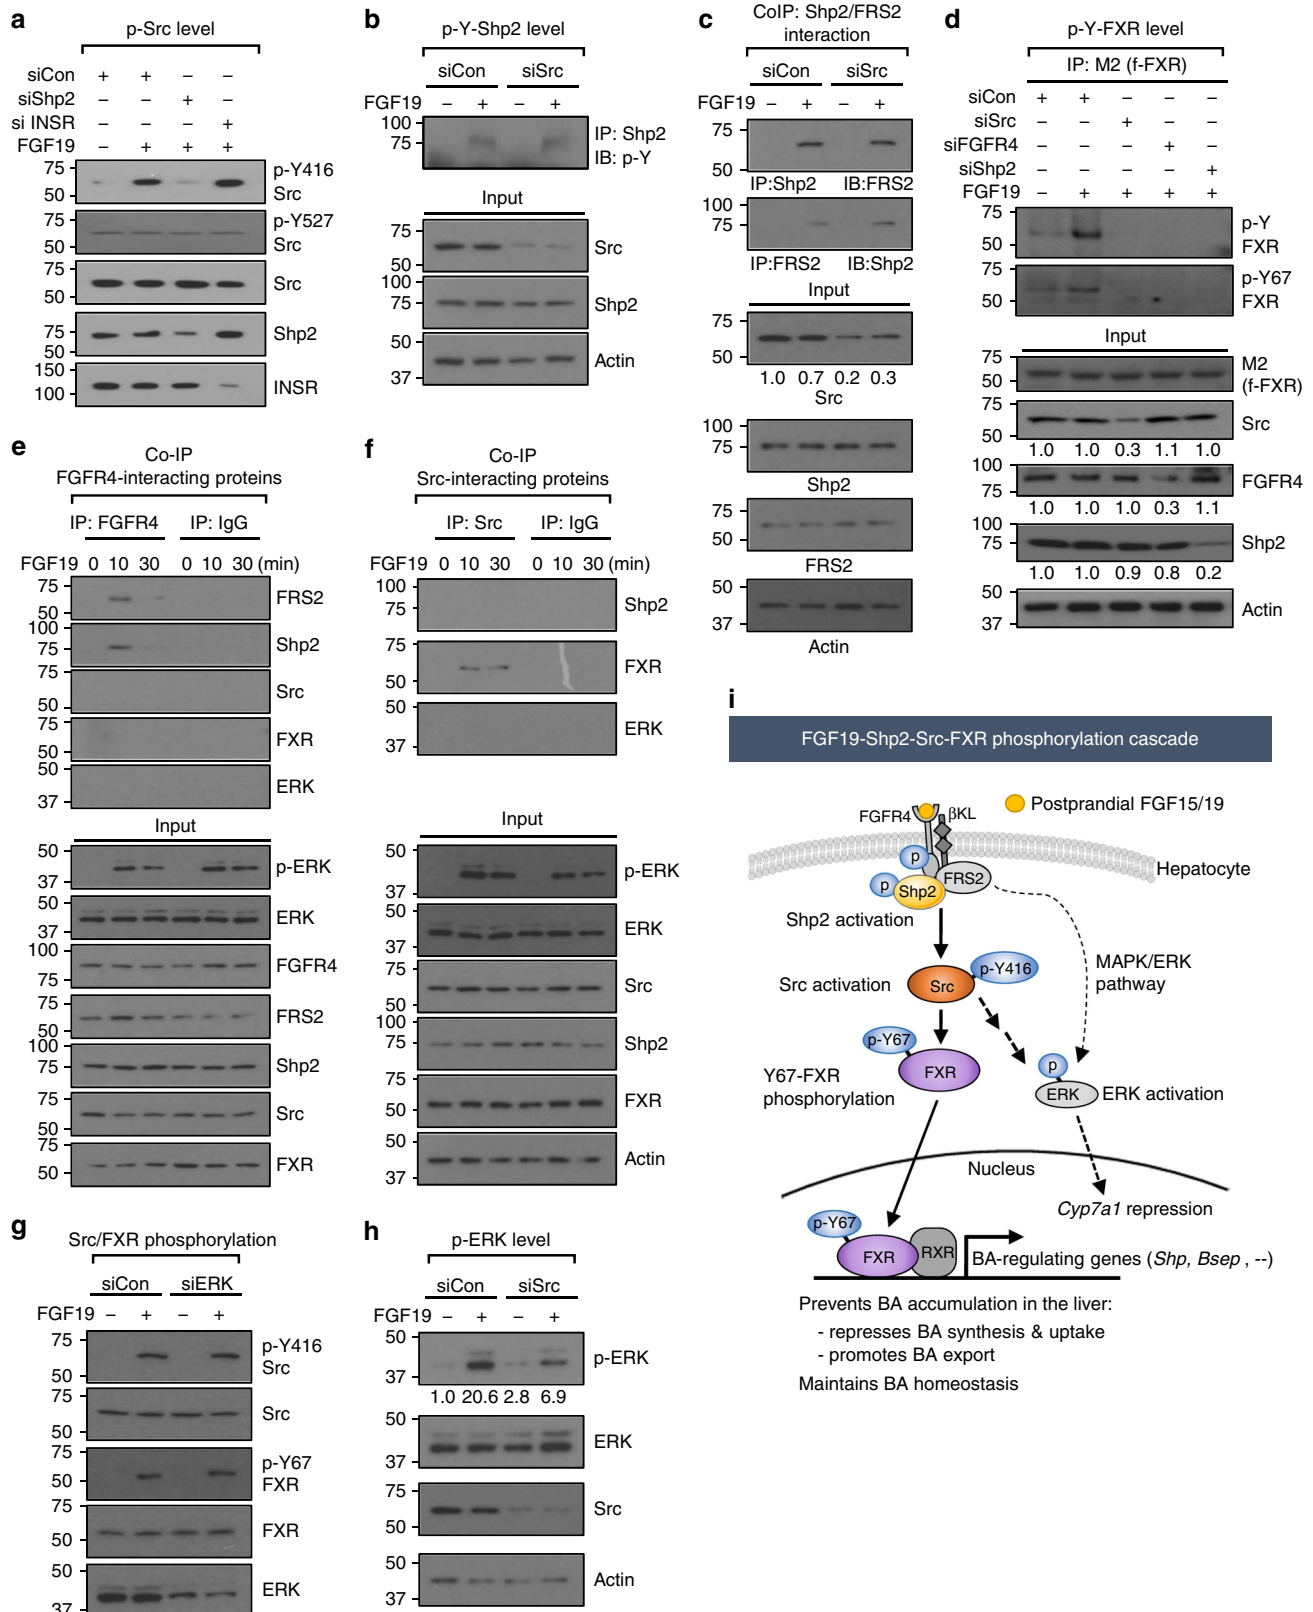 a
p-Src level
siCon + + – –
siShp2 – – + –
si INSR – – – +
FGF19 – + + +
75
50
p-Y416
Src
75
50
p-Y527
Src
75
50
Src
75
50
Shp2
150
100
INSR
b
p-Y-Shp2 level
siCon siSrc
FGF19 – + – +
100
75
IP: Shp2
IB: p-Y
Input
75
50
Src
100
75
Shp2
50
37
Actin
c
CoIP: Shp2/FRS2
interaction
siCon siSrc
FGF19 – + – +
75
50
IP:Shp2 IB:FRS2
100
75
IP:FRS2 IB:Shp2
Input
75
50
1.0 0.7 0.2 0.3
Src
100
75
Shp2
75
50
FRS2
50
37
Actin
d
p-Y-FXR level
IP: M2 (f-FXR)
siCon + + – – –
siSrc – – + – –
siFGFR4 – – – + –
siShp2 – – – – +
FGF19 – + + + +
75
50
p-Y
FXR
75
50
p-Y67
FXR
Input
75
50
M2
(f-FXR)
75
50
Src
1.0 1.0 0.3 1.1 1.0
100
75
FGFR4
1.0 1.0 1.0 0.3 1.1
100
75
Shp2
1.0 1.0 0.9 0.8 0.2
50
37
Actin
e
Co-IP
FGFR4-interacting proteins
IP: FGFR4 IP: IgG
FGF19 0 10 30 0 10 30 (min)
75
50
FRS2
100
75
Shp2
75
50
Src
75
50
FXR
50
37
ERK
Input
50
37
p-ERK
50
37
ERK
100
75
FGFR4
75
50
FRS2
100
75
Shp2
75
50
Src
75
50
FXR
f
Co-IP
Src-interacting proteins
IP: Src IP: IgG
FGF19 0 10 30 0 10 30 (min)
100
75
Shp2
75
50
FXR
50
37
ERK
Input
50
37
p-ERK
50
37
ERK
75
50
Src
100
75
Shp2
75
50
FXR
50
37
Actin
g
Src/FXR phosphorylation
siCon siERK
FGF19 – + – +
75
50
p-Y416
Src
75
50
Src
75
50
p-Y67
FXR
75
50
FXR
50
37
ERK
h
p-ERK level
siCon siSrc
FGF19 – + – +
50
37
p-ERK
1.0 20.6 2.8 6.9
50
37
ERK
75
50
Src
50
37
Actin
i
FGF19-Shp2-Src-FXR phosphorylation cascade
FGFR4 βKL
Postprandial FGF15/19
Hepatocyte
p
FRS2
p
Shp2
Shp2 activation
MAPK/ERK
pathway
p-Y416
Src activation
Src
p-Y67
FXR
Y67-FXR
phosphorylation
p
ERK
ERK activation
Nucleus
Cyp7a1 repression
p-Y67
FXR
RXR
BA-regulating genes (Shp, Bsep , --)
Prevents BA accumulation in the liver:
- represses BA synthesis & uptake
- promotes BA export
Maintains BA homeostasis